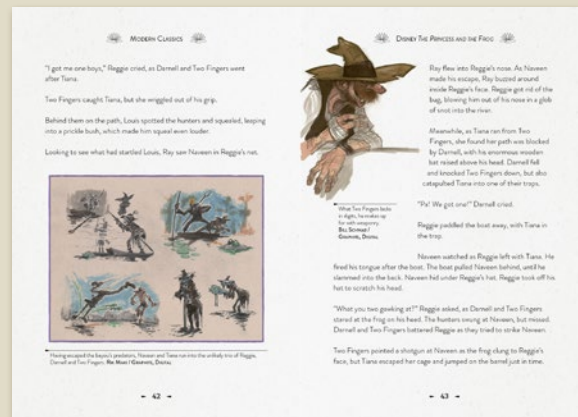 MODERN CLASSICS
"I got me one boys," Reggie cried, as Darnell and Two Fingers went
after Tiana.
Two Fingers caught Tiana, but she wriggled out of his grip.
Behind them on the path, Louis spotted the hunters and squealed, leaping
into a prickle bush, which made him squeal even louder.
Looking to see what had startled Louis, Ray saw Naveen in Reggie's net.
Having escaped the bayou's predators, Naveen and Tiana run into the unlikely trio of Reggie,
Darnell and Two Fingers.
GRAPHITE, DIGITAL
42
DISNEY THE PRINCESS AND THE FROG
Ray flew into Reggie's nose. As Naveen
made his escape, Ray buzzed around
inside Reggie's face. Reggie got rid of the
bug, blowing him out of his nose in a glob
of snot into the river.
Meanwhile, as Tiana ran from Two
Fingers, she found her path was blocked
by Darnell, with his enormous wooden
bat raised above his head. Darnell fell
and knocked Two Fingers down, but also
catapulted Tiana into one of their traps.
What Two Fingers lacks
in digits, he makes up
for with weaponry.
BILL SCHWAB /
GRAPHITE, DIGITAL
"Pa! We got one!" Darnell cried.
Reggie paddled the boat away, with Tiana in
the trap.
Naveen watched as Reggie left with Tiana. He
fired his tongue after the boat. The boat pulled Naveen behind, until he
slammed into the back. Naveen hid under Reggie's hat. Reggie took off his
hat to scratch his head.
"What you two gawking at?" Reggie asked, as Darnell and Two Fingers
stared at the frog on his head. The hunters swung at Naveen, but missed.
Darnell and Two Fingers battered Reggie as they tried to strike Naveen.
Two Fingers pointed a shotgun at Naveen as the frog clung to Reggie's
face, but Tiana escaped her cage and jumped on the barrel just in time.
43